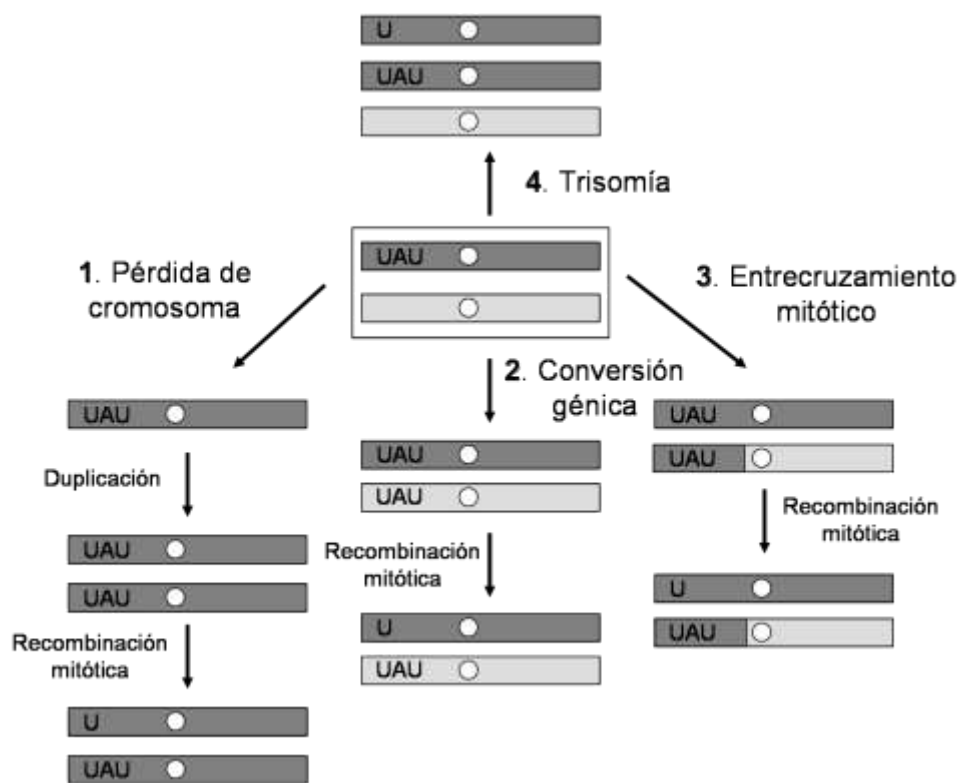 U
UAU
4. Trisomía
UAU
1. Pérdida de
cromosoma
3. Entrecruzamiento
mitótico
2. Conversión
génica
UAU
Duplicación
UAU
UAU
Recombinación
mitótica
U
UAU
UAU
UAU
Recombinación
mitótica
U
UAU
UAU
UAU
Recombinación
mitótica
U
UAU